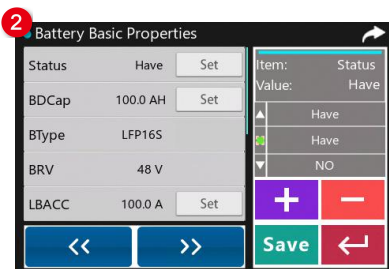 2
Battery Basic Properties
Status Have Set
BDCap 100.0 AH Set
BType LFP16S
BRV 48 V
LBACC 100.0 A Set
<< >>
Item: Status
Value: Have
Have
Have
NO
+ −
Save